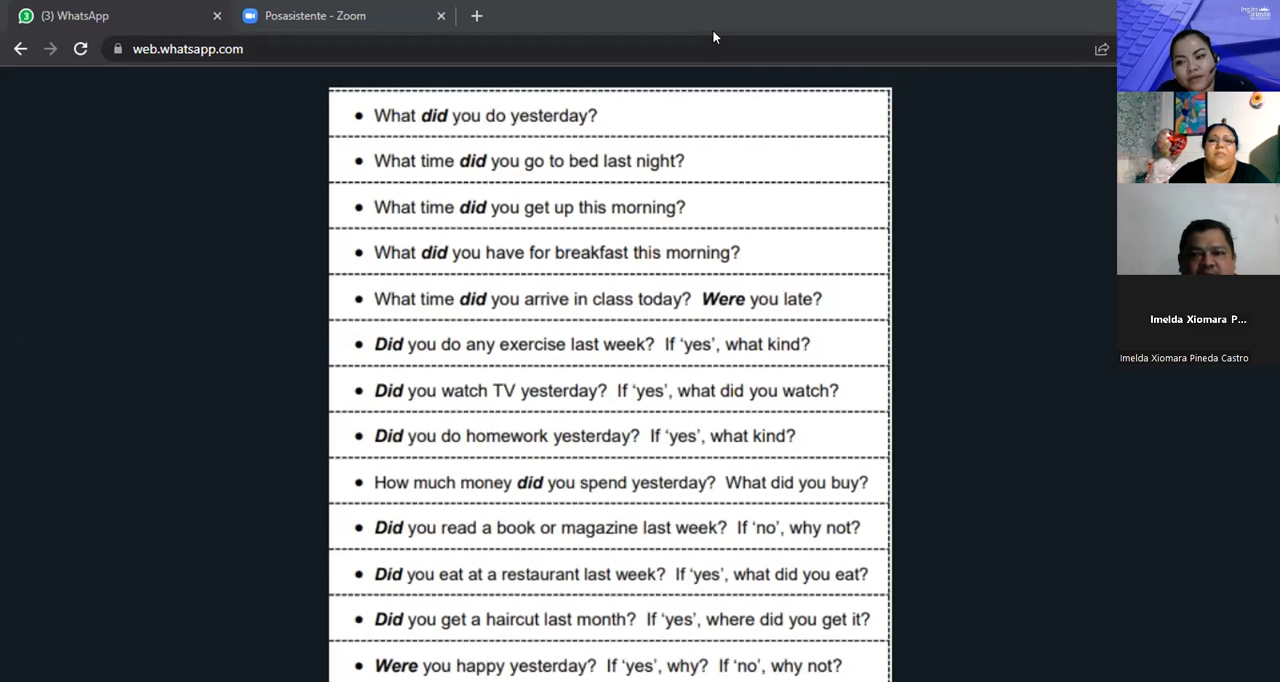 (3) WhatsApp
Posasistente - Zoom
web.whatsapp.com
• What did you do yesterday?
• What time did you go to bed last night?
• What time did you get up this morning?
• What did you have for breakfast this morning?
• What time did you arrive in class today? Were you late?
• Did you do any exercise last week? If ‘yes’, what kind?
• Did you watch TV yesterday? If ‘yes’, what did you watch?
• Did you do homework yesterday? If ‘yes’, what kind?
• How much money did you spend yesterday? What did you buy?
• Did you read a book or magazine last week? If ‘no’, why not?
• Did you eat at a restaurant last week? If ‘yes’, what did you eat?
• Did you get a haircut last month? If ‘yes’, where did you get it?
• Were you happy yesterday? If ‘yes’, why? If ‘no’, why not?
Imelda Xiomara P...
Imelda Xiomara Pineda Castro